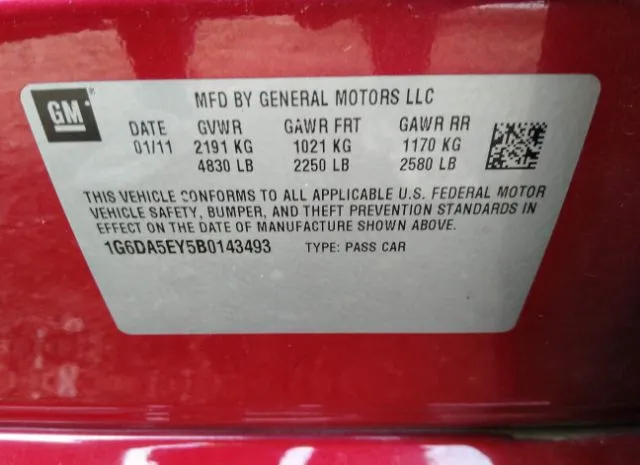 GM
MFD BY GENERAL MOTORS LLC
DATE GVWR GAWR FRT GAWR RR
01/11 2191 KG 1021 KG 1170 KG
4830 LB 2250 LB 2580 LB
THIS VEHICLE CONFORMS TO ALL APPLICABLE U.S. FEDERAL MOTOR
VEHICLE SAFETY, BUMPER, AND THEFT PREVENTION STANDARDS IN
EFFECT ON THE DATE OF MANUFACTURE SHOWN ABOVE.
1G6DA5EY5B0143493 TYPE: PASS CAR